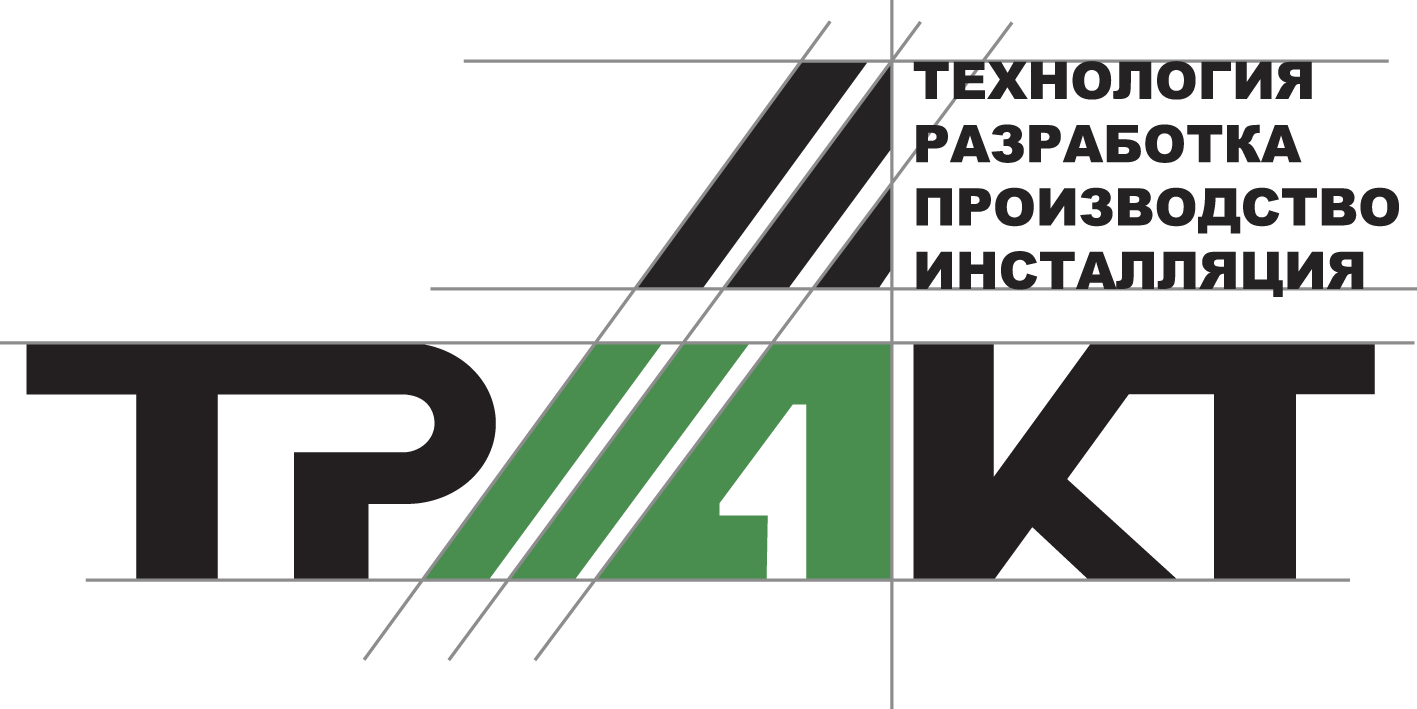 ТЕХНОЛОГИЯ
РАЗРАБОТКА
ПРОИЗВОДСТВО
ИНСТАЛЛЯЦИЯ
ТРАКТ